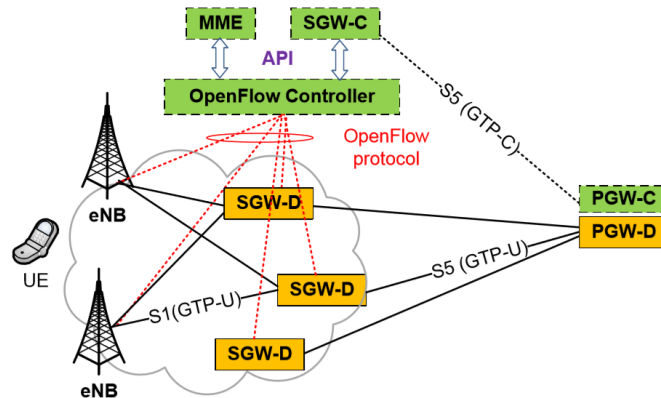 MME
SGW-C
API
OpenFlow Controller
S5 (GTP-C)
OpenFlow
protocol
eNB
SGW-D
PGW-C
PGW-D
UE
SGW-D
S5 (GTP-U)
S1(GTP-U)
SGW-D
eNB